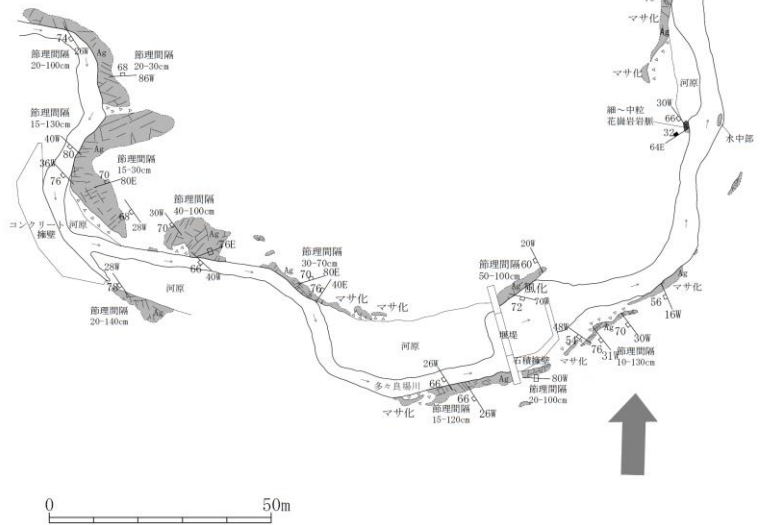 マサ化
Ag
マサ化
河原
細～中粒
花崗岩岩脈
30W
66
32
64E
水中部
74
26W
Ag
節理間隔
20-100cm
68
節理間隔
20-30cm
86W
節理間隔
15-130cm
40W
80
36W
76
節理間隔
15-30cm
70
80E
コンクリート
擁壁
河原
68
28W
30W
70
節理間隔
40-100cm
Ag
76E
66
40W
28W
78
河原
Ag
節理間隔
20-140cm
Ag
節理間隔
30-70cm
70
80E
76
40E
マサ化
マサ化
河原
20W
節理間隔
50-100cm
60
Ag
風化
72
70W
堰堤
石積擁壁
48W
54
マサ化
76
31W
Ag
70
30W
節理間隔
10-130cm
Ag
マサ化
56
16W
多々良場川
26W
66
Ag
80W
節理間隔
20-100cm
マサ化
66
26W
節理間隔
15-120cm
0
50m